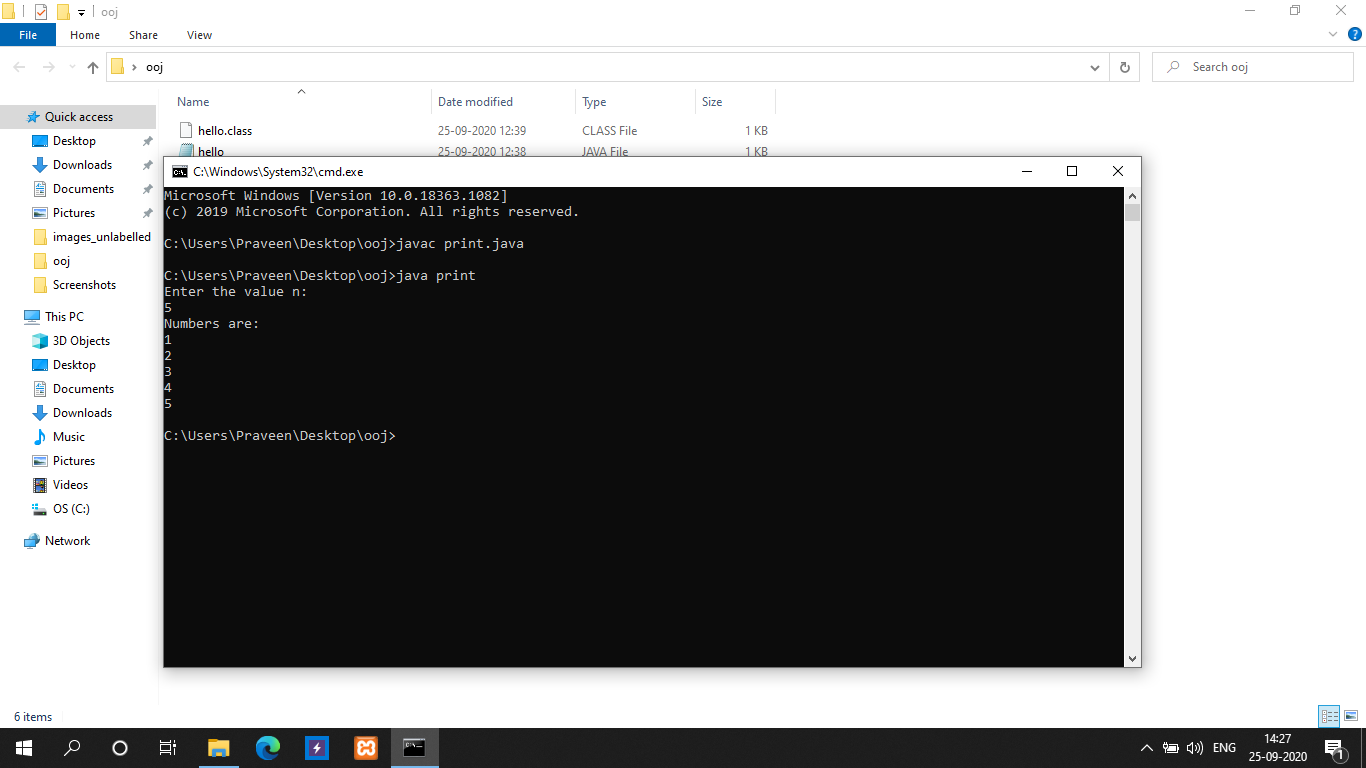 ooj
File Home Share View
ooj
Search ooj
Name Date modified Type Size
hello.class 25-09-2020 12:39 CLASS File 1 KB
hello 25-09-2020 12:38 JAVA File 1 KB
Quick access
Desktop
Downloads
Documents
Pictures
images_unlabelled
ooj
Screenshots
This PC
3D Objects
Desktop
Documents
Downloads
Music
Pictures
Videos
OS (C:)
Network
C:\Windows\System32\cmd.exe
Microsoft Windows [Version 10.0.18363.1082]
(c) 2019 Microsoft Corporation. All rights reserved.
C:\Users\Praveen\Desktop\ooj>javac print.java
C:\Users\Praveen\Desktop\ooj>java print
Enter the value n:
5
Numbers are:
1
2
3
4
5
C:\Users\Praveen\Desktop\ooj>
6 items
ENG
14:27
25-09-2020
1